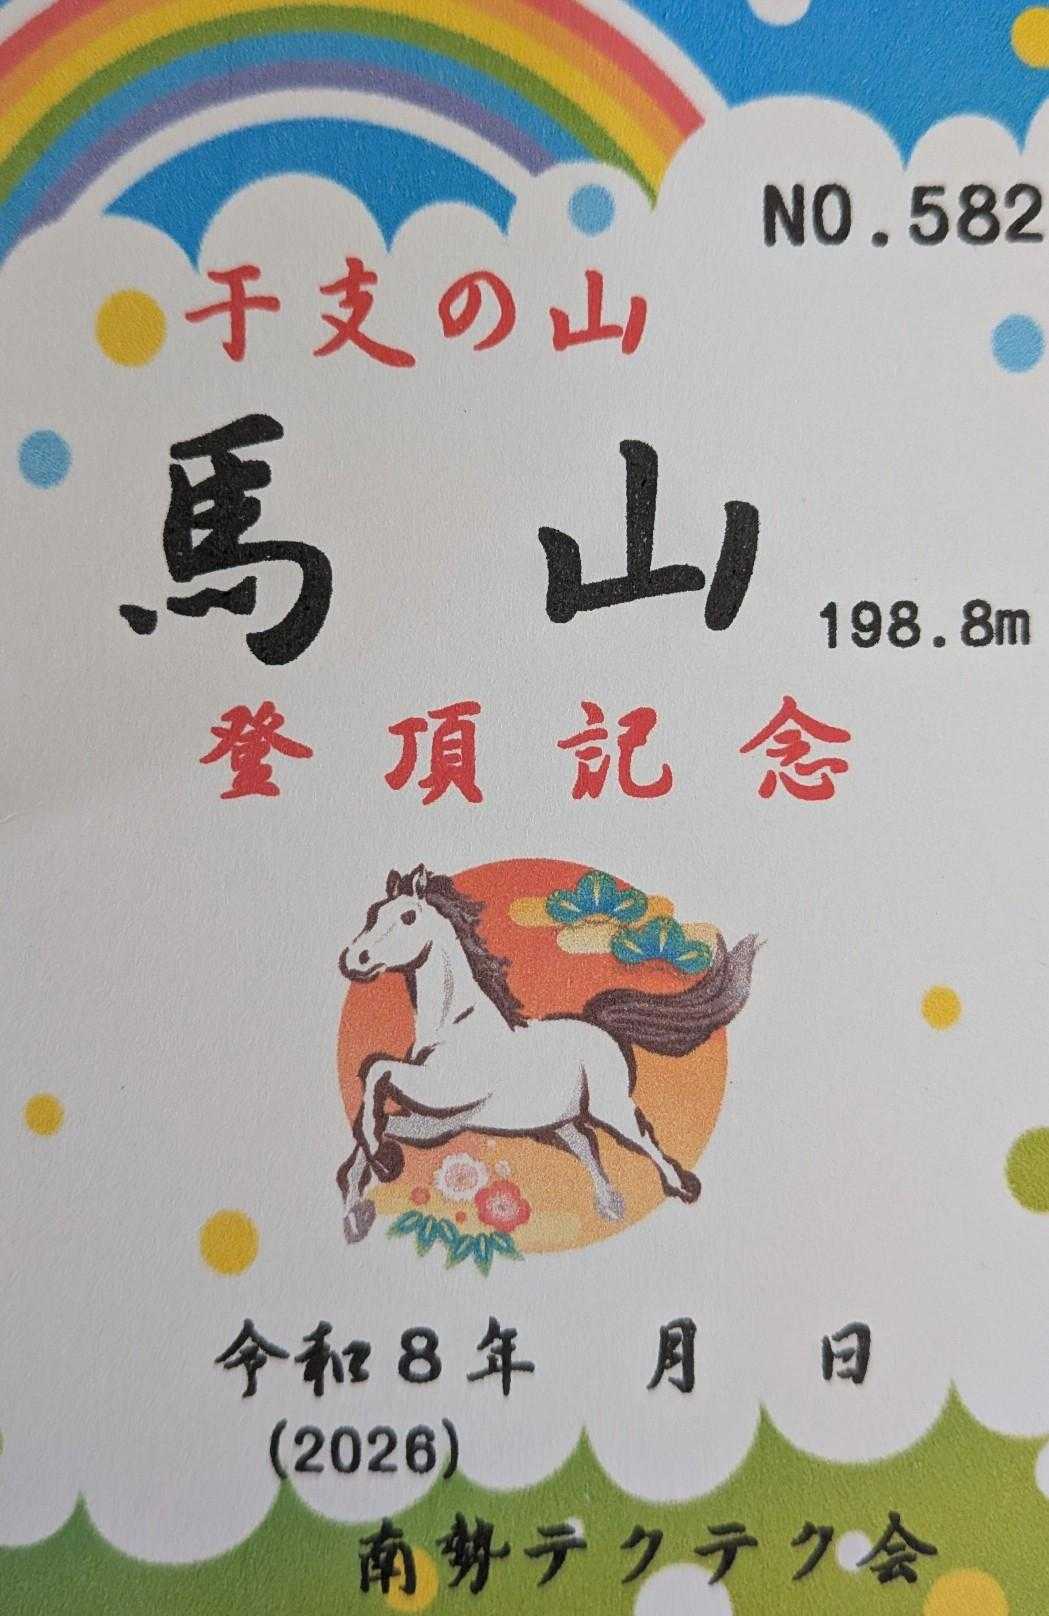 NO.582
干支の山
馬山 198.8m
登頂記念
令和8年 月 日
(2026)
南勢テクテク会